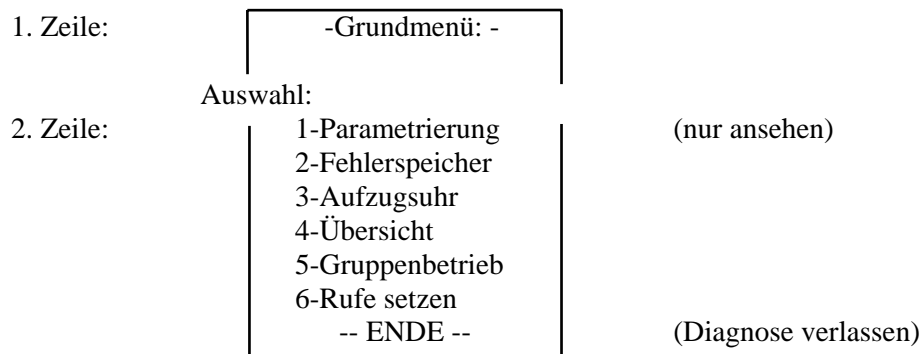 1. Zeile: -Grundmenü: -
Auswahl:
2. Zeile: 1-Parametrierung (nur ansehen)
2-Fehlerspeicher
3-Aufzugsuhr
4-Übersicht
5-Gruppenbetrieb
6-Rufe setzen
-- ENDE -- (Diagnose verlassen)